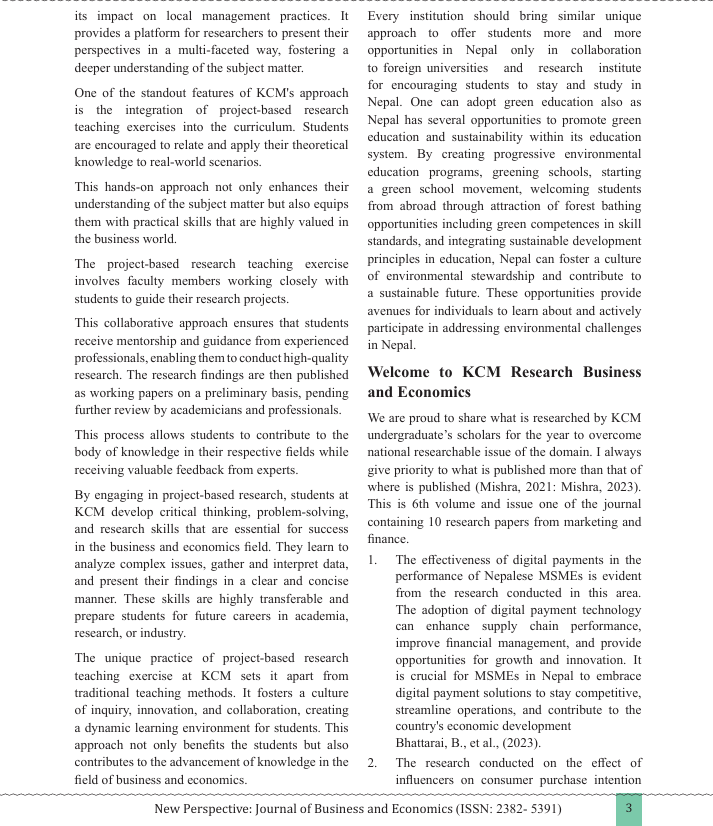 its impact on local management practices. It
provides a platform for researchers to present their
perspectives in a multi-faceted way, fostering a
deeper understanding of the subject matter.
One of the standout features of KCM's approach
is the integration of project-based research
teaching exercises into the curriculum. Students
are encouraged to relate and apply their theoretical
knowledge to real-world scenarios.
This hands-on approach not only enhances their
understanding of the subject matter but also equips
them with practical skills that are highly valued in
the business world.
The project-based research teaching exercise
involves faculty members working closely with
students to guide their research projects.
This collaborative approach ensures that students
receive mentorship and guidance from experienced
professionals, enabling them to conduct high-quality
research. The research findings are then published
as working papers on a preliminary basis, pending
further review by academicians and professionals.
This process allows students to contribute to the
body of knowledge in their respective fields while
receiving valuable feedback from experts.
By engaging in project-based research, students at
KCM develop critical thinking, problem-solving,
and research skills that are essential for success
in the business and economics field. They learn to
analyze complex issues, gather and interpret data,
and present their findings in a clear and concise
manner. These skills are highly transferable and
prepare students for future careers in academia,
research, or industry.
The unique practice of project-based research
teaching exercise at KCM sets it apart from
traditional teaching methods. It fosters a culture
of inquiry, innovation, and collaboration, creating
a dynamic learning environment for students. This
approach not only benefits the students but also
contributes to the advancement of knowledge in the
field of business and economics.
Every institution should bring similar unique
approach to offer students more and more
opportunities in Nepal only in collaboration
to foreign universities and research institute
for encouraging students to stay and study in
Nepal. One can adopt green education also as
Nepal has several opportunities to promote green
education and sustainability within its education
system. By creating progressive environmental
education programs, greening schools, starting
a green school movement, welcoming students
from abroad through attraction of forest bathing
opportunities including green competences in skill
standards, and integrating sustainable development
principles in education, Nepal can foster a culture
of environmental stewardship and contribute to
a sustainable future. These opportunities provide
avenues for individuals to learn about and actively
participate in addressing environmental challenges
in Nepal.
Welcome to KCM Research Business
and Economics
We are proud to share what is researched by KCM
undergraduate's scholars for the year to overcome
national researchable issue of the domain. I always
give priority to what is published more than that of
where is published (Mishra, 2021: Mishra, 2023).
This is 6th volume and issue one of the journal
containing 10 research papers from marketing and
finance.
1. The effectiveness of digital payments in the
performance of Nepalese MSMEs is evident
from the research conducted in this area.
The adoption of digital payment technology
can enhance supply chain performance,
improve financial management, and provide
opportunities for growth and innovation. It
is crucial for MSMEs in Nepal to embrace
digital payment solutions to stay competitive,
streamline operations, and contribute to the
country's economic development
Bhattarai, B., et al., (2023).
2. The research conducted on the effect of
influencers on consumer purchase intention
New Perspective: Journal of Business and Economics (ISSN: 2382- 5391)
3